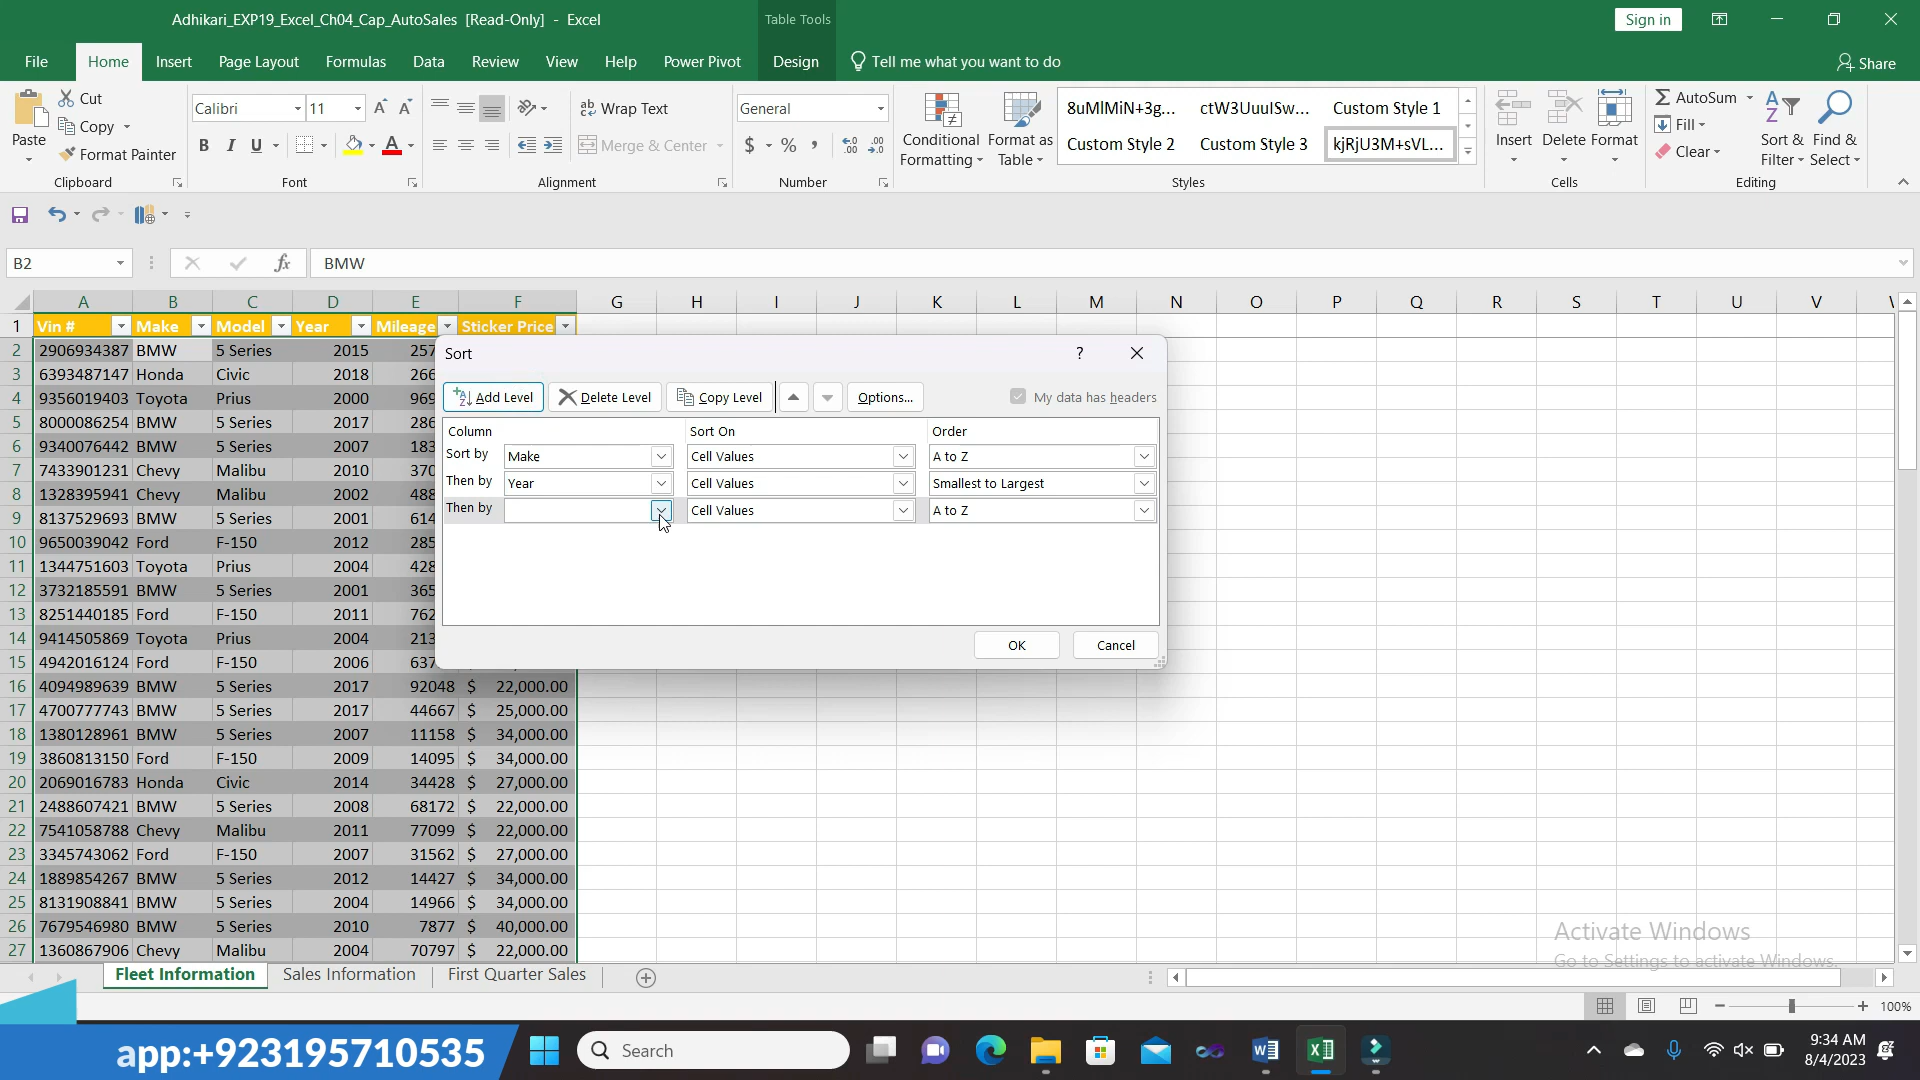 Adhikari_EXP19_Excel_Ch04_Cap_AutoSales [Read-Only] - Excel
Table Tools
Sign in
File Home Insert Page Layout Formulas Data Review View Help Power Pivot Design Tell me what you want to do Share
Paste Cut Copy Format Painter Clipboard
Calibri 11 B I U Font
Wrap Text Merge & Center Alignment
General $ % , Number
Conditional Formatting Format as Table
8uMlMiN+3g... ctW3UuulSw... Custom Style 1
Custom Style 2 Custom Style 3 kjRjU3M+sVL...
Styles
Insert Delete Format Cells
AutoSum Fill Clear Sort & Filter Find & Select Editing
B2 fx BMW
A B C D E F G H I J K L M N O P Q R S T U V
1 Vin # Make Model Year Mileage Sticker Price
2 2906934387 BMW 5 Series 2015 257
3 6393487147 Honda Civic 2018 266
4 9356019403 Toyota Prius 2000 969
5 8000086254 BMW 5 Series 2017 286
6 9340076442 BMW 5 Series 2007 183
7 7433901231 Chevy Malibu 2010 370
8 1328395941 Chevy Malibu 2002 488
9 8137529693 BMW 5 Series 2001 614
10 9650039042 Ford F-150 2012 285
11 1344751603 Toyota Prius 2004 428
12 3732185591 BMW 5 Series 2001 365
13 8251440185 Ford F-150 2011 762
14 9414505869 Toyota Prius 2004 213
15 4942016124 Ford F-150 2006 637
16 4094989639 BMW 5 Series 2017 92048 $ 22,000.00
17 4700777743 BMW 5 Series 2017 44667 $ 25,000.00
18 1380128961 BMW 5 Series 2007 11158 $ 34,000.00
19 3860813150 Ford F-150 2009 14095 $ 34,000.00
20 2069016783 Honda Civic 2014 34428 $ 27,000.00
21 2488607421 BMW 5 Series 2008 68172 $ 22,000.00
22 7541058788 Chevy Malibu 2011 77099 $ 22,000.00
23 3345743062 Ford F-150 2007 31562 $ 27,000.00
24 1889854267 BMW 5 Series 2012 14427 $ 34,000.00
25 8131908841 BMW 5 Series 2004 14966 $ 34,000.00
26 7679546980 BMW 5 Series 2010 7877 $ 40,000.00
27 1360867906 Chevy Malibu 2004 70797 $ 22,000.00
Sort ?
Add Level Delete Level Copy Level Options... My data has headers
Column Sort On Order
Sort by Make Cell Values A to Z
Then by Year Cell Values Smallest to Largest
Then by Cell Values A to Z
OK Cancel
Activate Windows
Go to Settings to activate Windows.
Fleet Information Sales Information First Quarter Sales
100%
app:+923195710535
Search
9:34 AM
8/4/2023